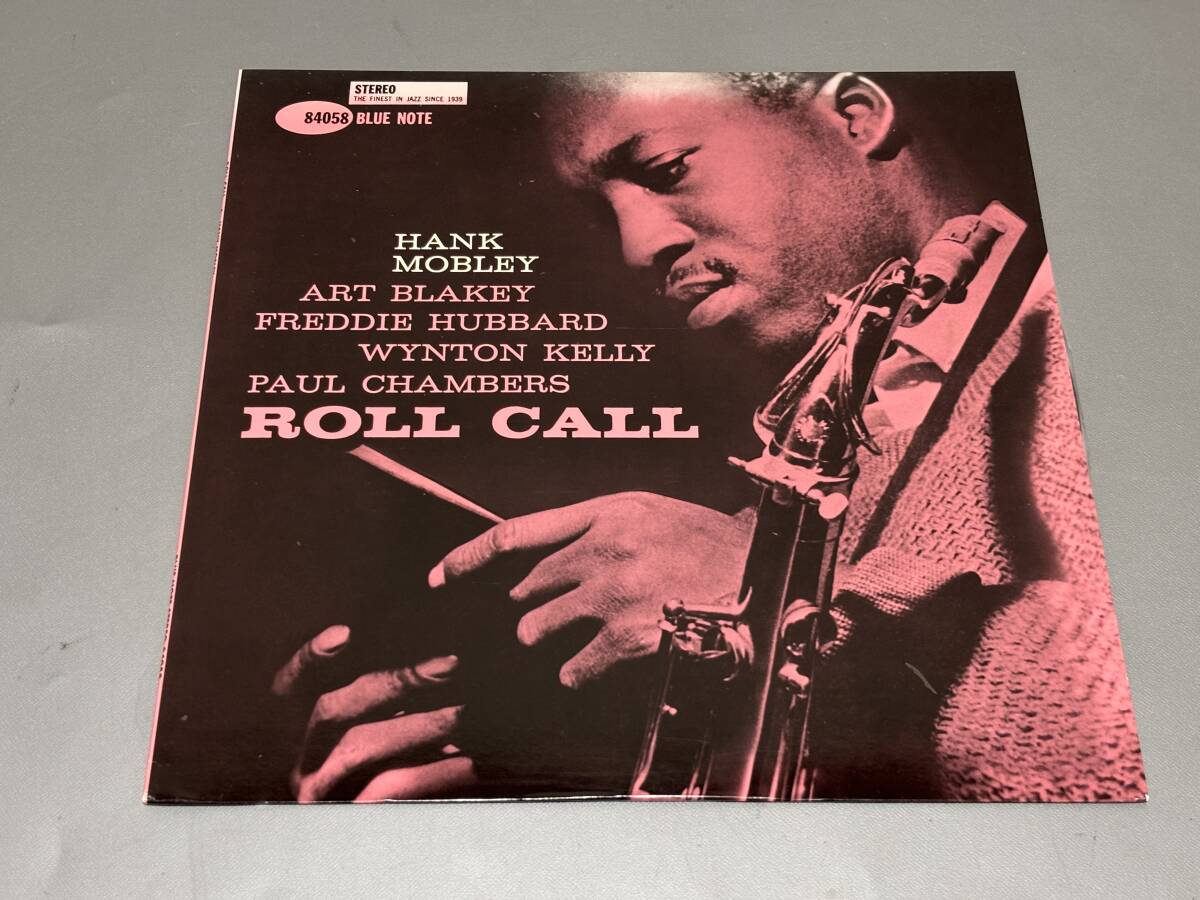 STEREO
THE FINEST IN JAZZ SINCE 1939
84058 BLUE NOTE
HANK
MOBLEY
ART BLAKEY
FREDDIE HUBBARD
WYNTON KELLY
PAUL CHAMBERS
ROLL CALL